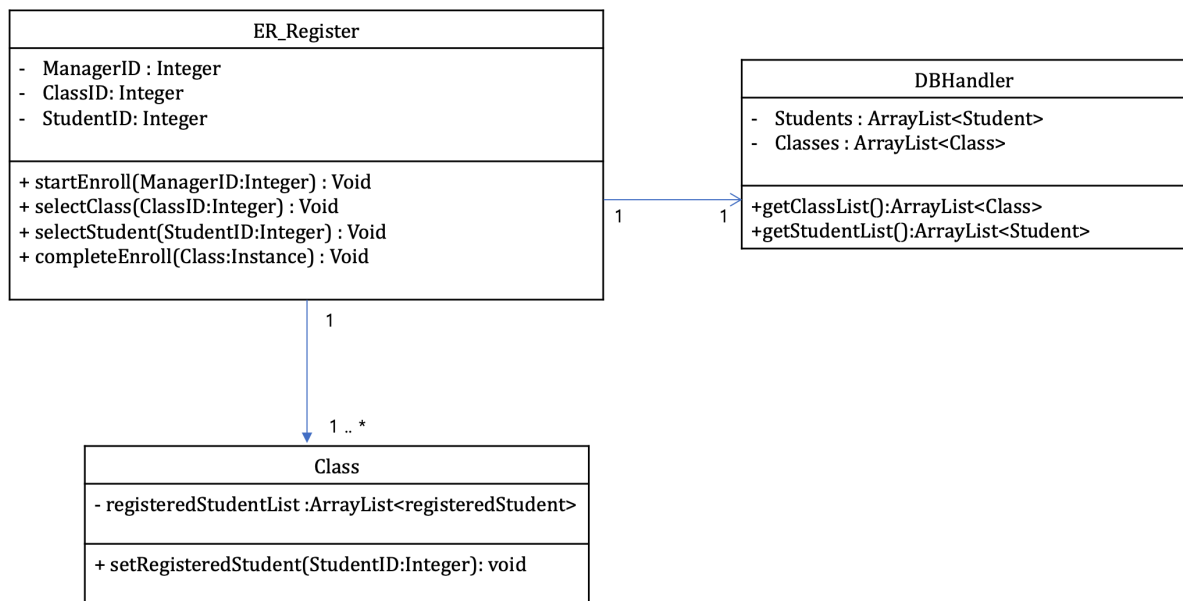 ER_Register
- ManagerID : Integer
- ClassID: Integer
- StudentID: Integer
+ startEnroll(ManagerID:Integer) : Void
+ selectClass(ClassID:Integer) : Void
+ selectStudent(StudentID:Integer) : Void
+ completeEnroll(Class:Instance) : Void
DBHandler
- Students : ArrayList<Student>
- Classes : ArrayList<Class>
+getClassList():ArrayList<Class>
+getStudentList():ArrayList<Student>
1
1
1
1 .. *
Class
- registeredStudentList :ArrayList<registeredStudent>
+ setRegisteredStudent(StudentID:Integer): void